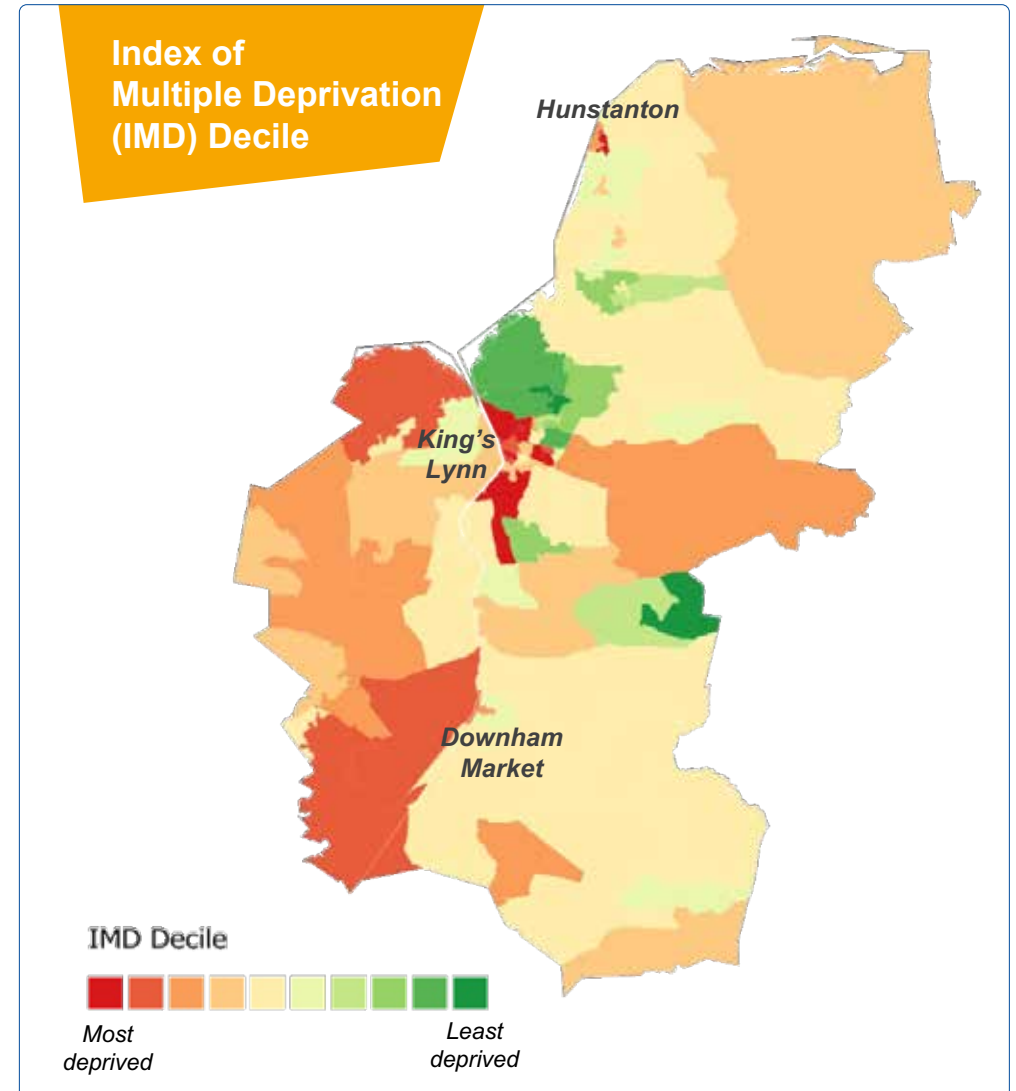 Index of
Multiple Deprivation
(IMD) Decile
Hunstanton
King's
Lynn
Downham
Market
IMD Decile
Most
deprived
Least
deprived